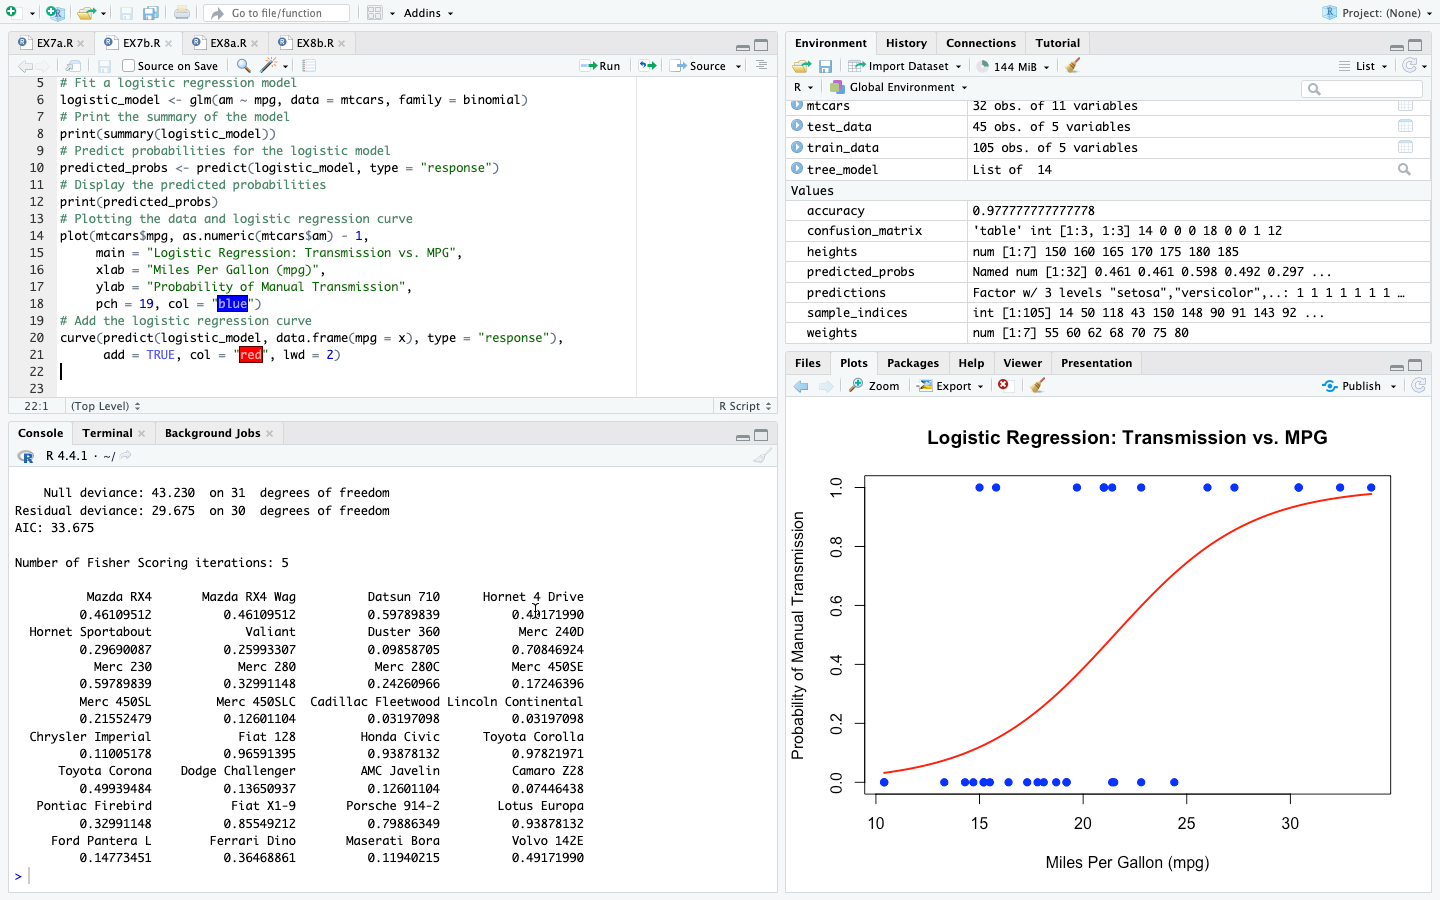 Go to file/function
Addins
Project: (None)
EX7a.R
EX7b.R
EX8a.R
EX8b.R
Source on Save
Run
Source
5 # Fit a logistic regression model
6 logistic_model <- glm(am ~ mpg, data = mtcars, family = binomial)
7 # Print the summary of the model
8 print(summary(logistic_model))
9 # Predict probabilities for the logistic model
10 predicted_probs <- predict(logistic_model, type = "response")
11 # Display the predicted probabilities
12 print(predicted_probs)
13 # Plotting the data and logistic regression curve
14 plot(mtcars$mpg, as.numeric(mtcars$am) - 1,
15 main = "Logistic Regression: Transmission vs. MPG",
16 xlab = "Miles Per Gallon (mpg)",
17 ylab = "Probability of Manual Transmission",
18 pch = 19, col = "blue")
19 # Add the logistic regression curve
20 curve(predict(logistic_model, data.frame(mpg = x), type = "response"),
21 add = TRUE, col = "red", lwd = 2)
22
23
22:1 (Top Level) R Script
Console Terminal Background Jobs
R 4.4.1 · ~/
Null deviance: 43.230 on 31 degrees of freedom
Residual deviance: 29.675 on 30 degrees of freedom
AIC: 33.675
Number of Fisher Scoring iterations: 5
Mazda RX4 Mazda RX4 Wag Datsun 710 Hornet 4 Drive
0.46109512 0.46109512 0.59789839 0.49171990
Hornet Sportabout Valiant Duster 360 Merc 240D
0.29690087 0.25993307 0.09858705 0.70846924
Merc 230 Merc 280 Merc 280C Merc 450SE
0.59789839 0.32991148 0.24260966 0.17246396
Merc 450SL Merc 450SLC Cadillac Fleetwood Lincoln Continental
0.21552479 0.12601104 0.03197098 0.03197098
Chrysler Imperial Fiat 128 Honda Civic Toyota Corolla
0.11005178 0.96591395 0.93878132 0.97821971
Toyota Corona Dodge Challenger AMC Javelin Camaro Z28
0.49939484 0.13650937 0.12601104 0.07446438
Pontiac Firebird Fiat X1-9 Porsche 914-2 Lotus Europa
0.32991148 0.85549212 0.79886349 0.93878132
Ford Pantera L Ferrari Dino Maserati Bora Volvo 142E
0.14773451 0.36468861 0.11940215 0.49171990
>
Environment History Connections Tutorial
Import Dataset 144 MiB List
R Global Environment
mtcars 32 obs. of 11 variables
test_data 45 obs. of 5 variables
train_data 105 obs. of 5 variables
tree_model List of 14
Values
accuracy 0.977777777777778
confusion_matrix 'table' int [1:3, 1:3] 14 0 0 0 18 0 0 1 12
heights num [1:7] 150 160 165 170 175 180 185
predicted_probs Named num [1:32] 0.461 0.461 0.598 0.492 0.297 ...
predictions Factor w/ 3 levels "setosa","versicolor",..: 1 1 1 1 1 1 1 …
sample_indices int [1:105] 14 50 118 43 150 148 90 91 143 92 ...
weights num [1:7] 55 60 62 68 70 75 80
Files Plots Packages Help Viewer Presentation
Zoom Export Publish
Logistic Regression: Transmission vs. MPG
Probability of Manual Transmission
1.0
0.8
0.6
0.4
0.2
0.0
10 15 20 25 30
Miles Per Gallon (mpg)